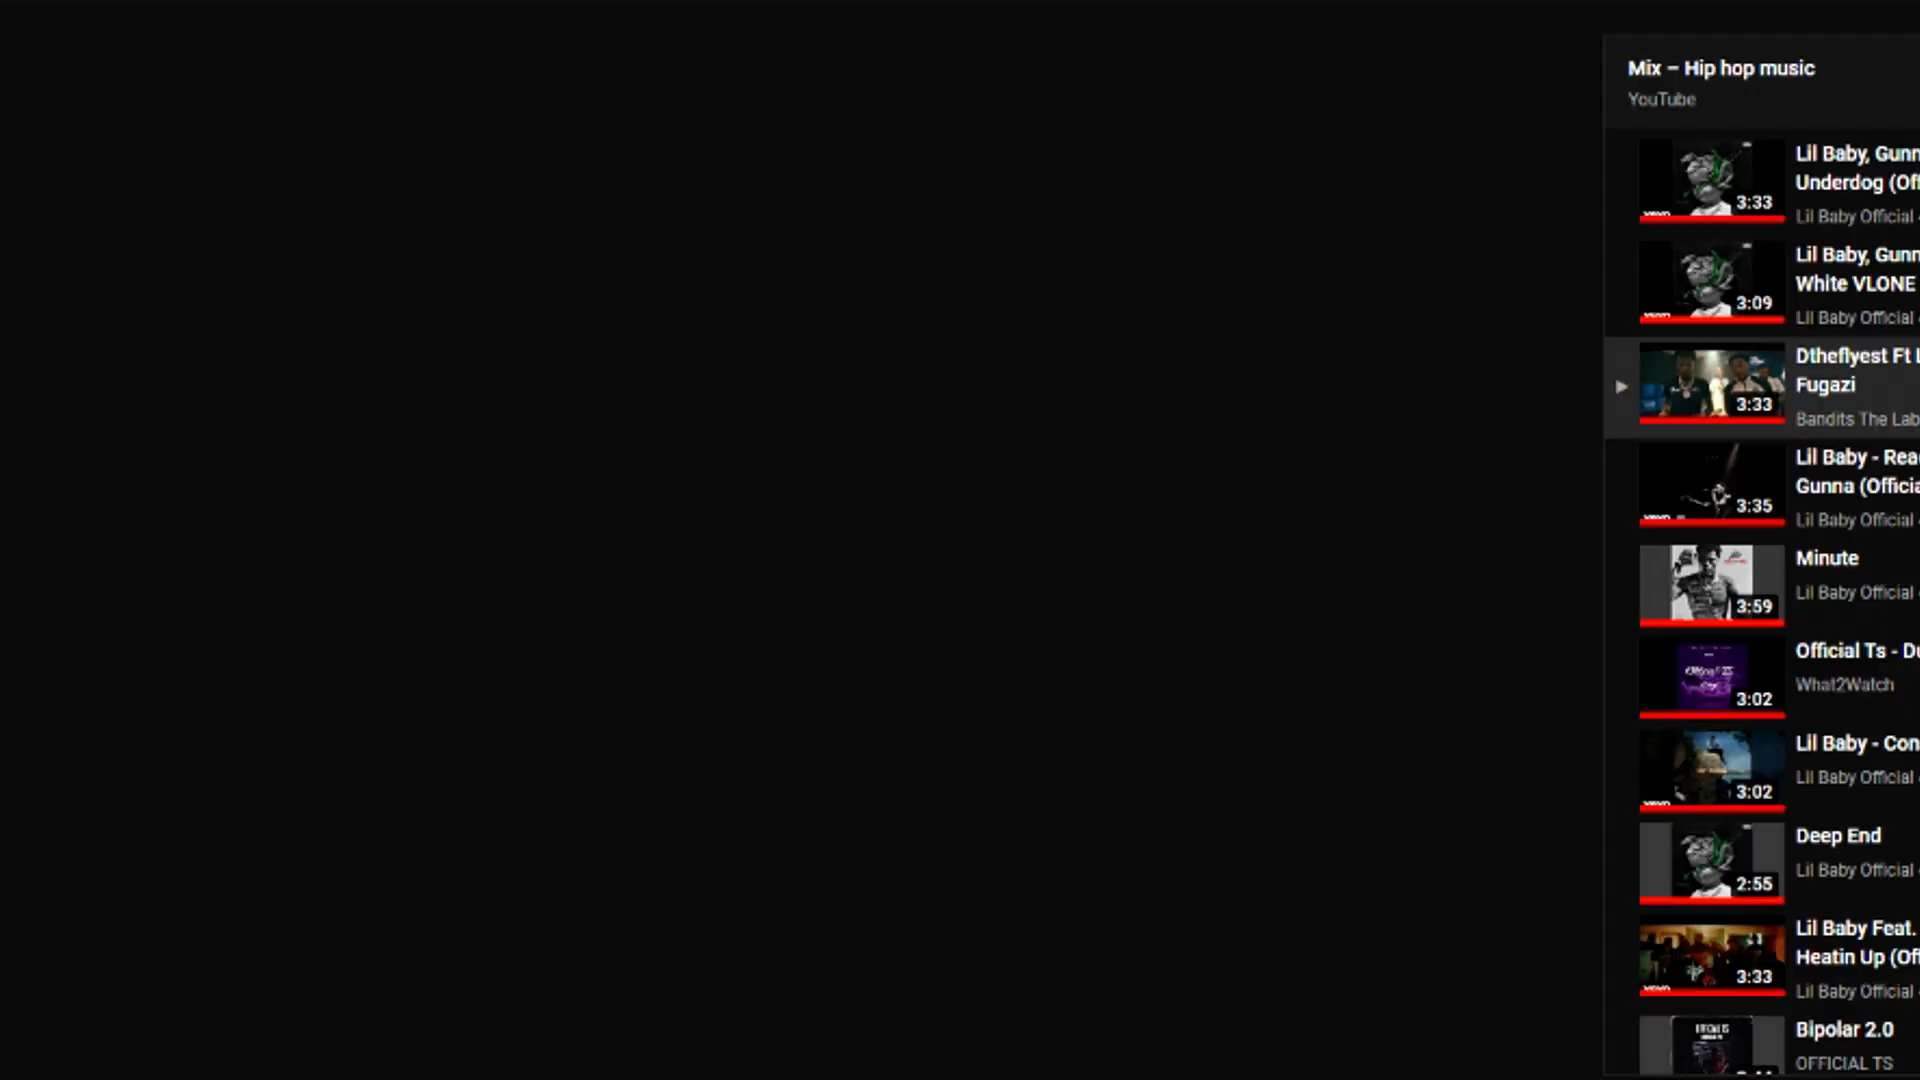 Mix – Hip hop music
YouTube
Lil Baby, Gunn
Underdog (Off
3:33
Lil Baby Official
Lil Baby, Gunn
White VLONE
3:09
Lil Baby Official
Dtheflyest Ft L
Fugazi
3:33
Bandits The Lab
Lil Baby - Rea
Gunna (Officia
3:35
Lil Baby Official
Minute
3:59
Lil Baby Official
Official Ts - Du
3:02
What2Watch
Lil Baby - Con
3:02
Lil Baby Official
Deep End
2:55
Lil Baby Official
Lil Baby Feat.
Heatin Up (Off
3:33
Lil Baby Official
Bipolar 2.0
OFFICIAL TS